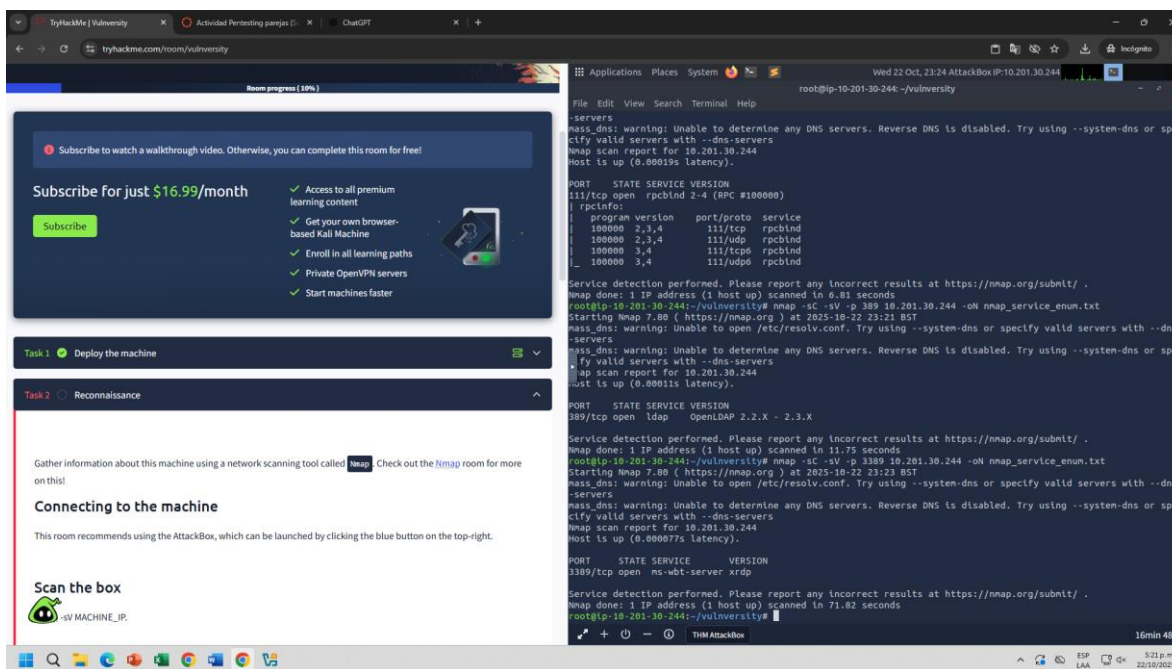 TryHackMe | Vulnversity
Actividad Pentesting parejas (S
ChatGPT
tryhackme.com/room/vulnversity
Incógnito
Room progress ( 10% )
Subscribe to watch a walkthrough video. Otherwise, you can complete this room for free!
Subscribe for just $16.99/month
Subscribe
Access to all premium
learning content
Get your own browser-
based Kali Machine
Enroll in all learning paths
Private OpenVPN servers
Start machines faster
Task 1
Deploy the machine
Task 2
Reconnaissance
Gather information about this machine using a network scanning tool called Nmap. Check out the Nmap room for more
on this!
Connecting to the machine
This room recommends using the AttackBox, which can be launched by clicking the blue button on the top-right.
Scan the box
-sV MACHINE_IP.
Applications Places System
Wed 22 Oct, 23:24 AttackBox IP:10.201.30.244
root@ip-10-201-30-244: ~/vulnversity
File Edit View Search Terminal Help
-servers
mass_dns: warning: Unable to determine any DNS servers. Reverse DNS is disabled. Try using --system-dns or spe
cify valid servers with --dns-servers
Nmap scan report for 10.201.30.244
Host is up (0.00019s latency).
PORT STATE SERVICE VERSION
111/tcp open rpcbind 2-4 (RPC #100000)
| rpcinfo:
| program version port/proto service
| 100000 2,3,4 111/tcp rpcbind
| 100000 2,3,4 111/udp rpcbind
| 100000 3,4 111/tcp6 rpcbind
|_ 100000 3,4 111/udp6 rpcbind
Service detection performed. Please report any incorrect results at https://nmap.org/submit/ .
Nmap done: 1 IP address (1 host up) scanned in 6.81 seconds
root@ip-10-201-30-244:~/vulnversity# nmap -sC -sV -p 389 10.201.30.244 -oN nmap_service_enum.txt
Starting Nmap 7.80 ( https://nmap.org ) at 2025-10-22 23:21 BST
mass_dns: warning: Unable to open /etc/resolv.conf. Try using --system-dns or specify valid servers with --dns
-servers
mass_dns: warning: Unable to determine any DNS servers. Reverse DNS is disabled. Try using --system-dns or sp
ify valid servers with --dns-servers
map scan report for 10.201.30.244
ost is up (0.00011s latency).
PORT STATE SERVICE VERSION
389/tcp open ldap OpenLDAP 2.2.X - 2.3.X
Service detection performed. Please report any incorrect results at https://nmap.org/submit/ .
Nmap done: 1 IP address (1 host up) scanned in 11.75 seconds
root@ip-10-201-30-244:~/vulnversity# nmap -sC -sV -p 3389 10.201.30.244 -oN nmap_service_enum.txt
Starting Nmap 7.80 ( https://nmap.org ) at 2025-10-22 23:23 BST
mass_dns: warning: Unable to open /etc/resolv.conf. Try using --system-dns or specify valid servers with --dn
-servers
mass_dns: warning: Unable to determine any DNS servers. Reverse DNS is disabled. Try using --system-dns or sp
cify valid servers with --dns-servers
Nmap scan report for 10.201.30.244
Host is up (0.000077s latency).
PORT STATE SERVICE VERSION
3389/tcp open ms-wbt-server xrdp
Service detection performed. Please report any incorrect results at https://nmap.org/submit/ .
Nmap done: 1 IP address (1 host up) scanned in 71.82 seconds
root@ip-10-201-30-244:~/vulnversity#
THM AttackBox
16min 48
ESP
LAA
5:21 p.m
22/10/202